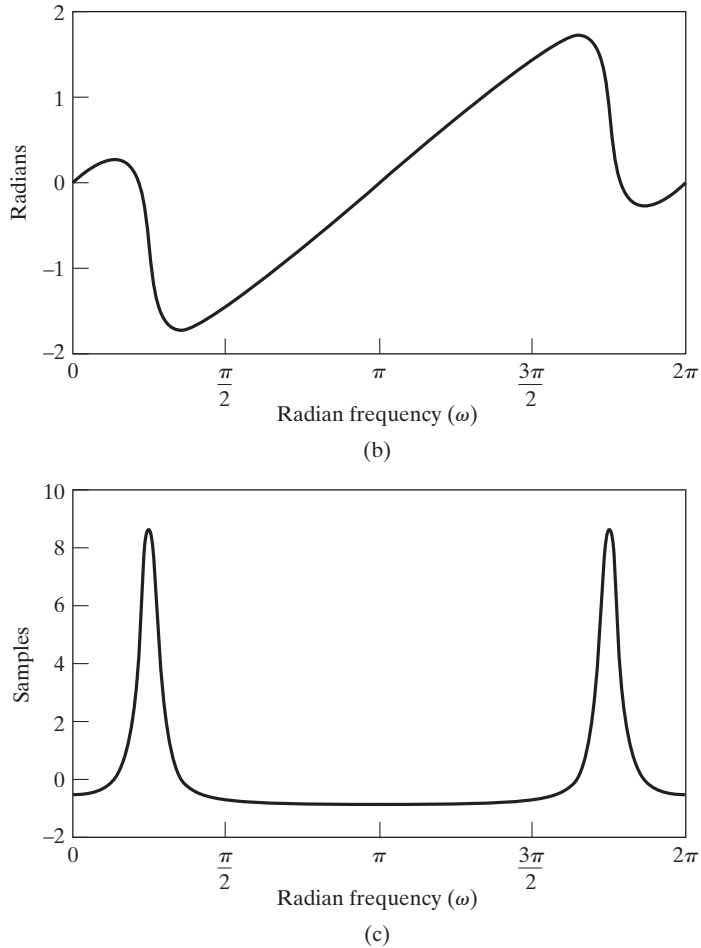 2
1
0
–1
–2
Radians
0
π/2
π
3π/2
2π
Radian frequency (ω)
(b)
10
8
6
4
2
0
–2
Samples
0
π/2
π
3π/2
2π
Radian frequency (ω)
(c)